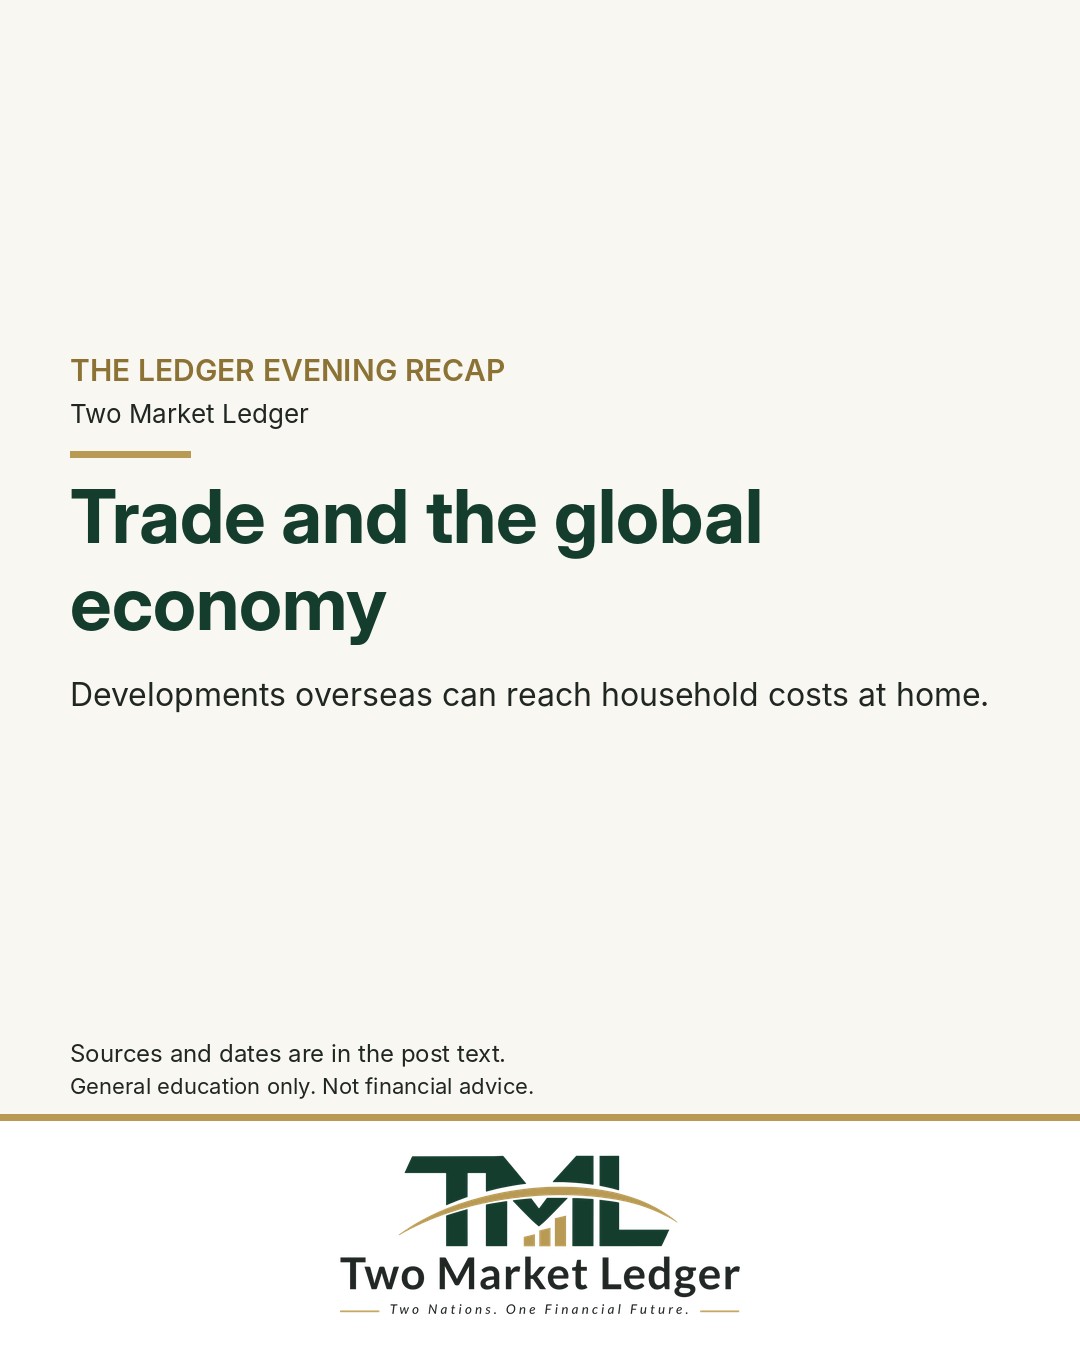 THE LEDGER EVENING RECAP
Two Market Ledger
Trade and the global
economy
Developments overseas can reach household costs at home.
Sources and dates are in the post text.
General education only. Not financial advice.
TML
Two Market Ledger
Two Nations. One Financial Future.